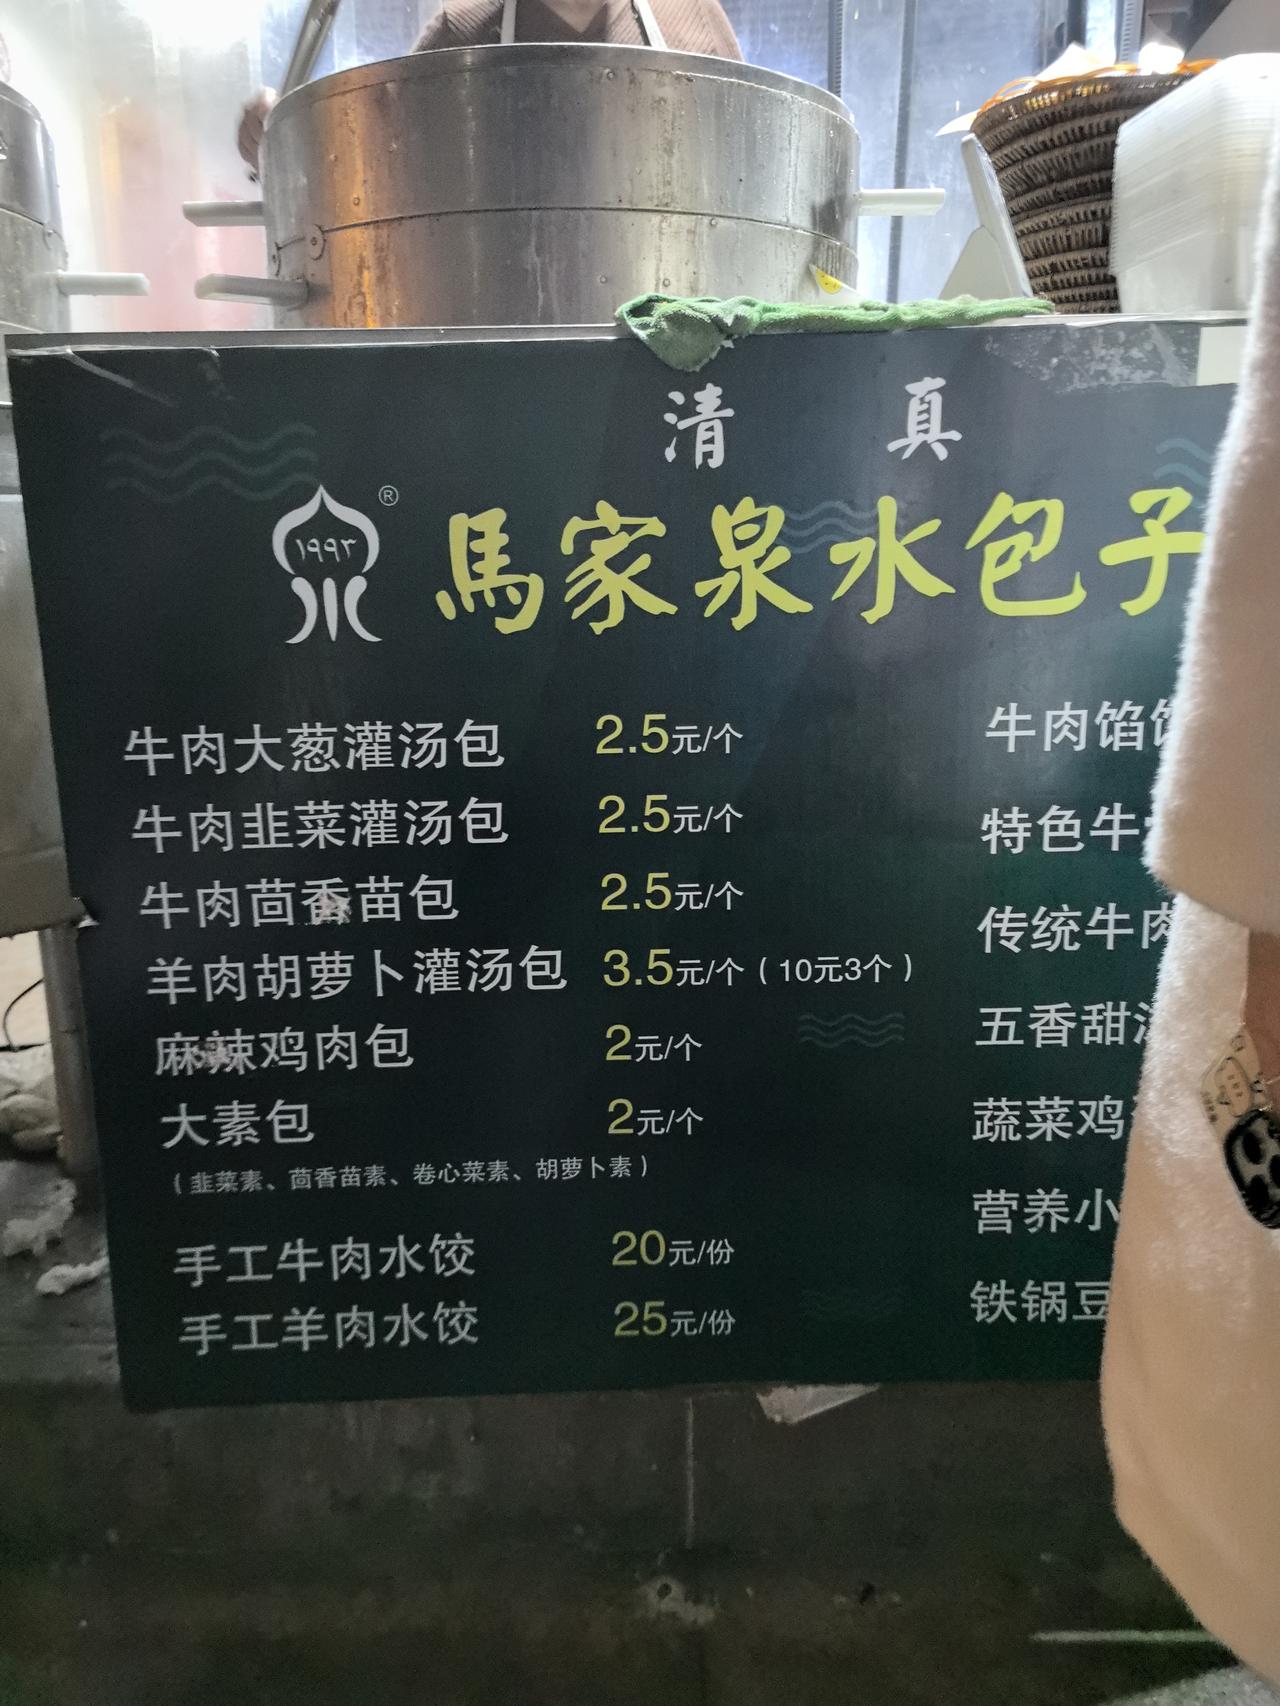 清真
®
١٩٩٣
馬家泉水包子
牛肉大葱灌汤包 2.5元/个
牛肉韭菜灌汤包 2.5元/个
牛肉茴香苗包 2.5元/个
羊肉胡萝卜灌汤包 3.5元/个（10元3个）
麻辣鸡肉包 2元/个
大素包 2元/个
（韭菜素、茴香苗素、卷心菜素、胡萝卜素）
手工牛肉水饺 20元/份
手工羊肉水饺 25元/份
牛肉馅
特色牛
传统牛肉
五香甜
蔬菜鸡
营养小
铁锅豆